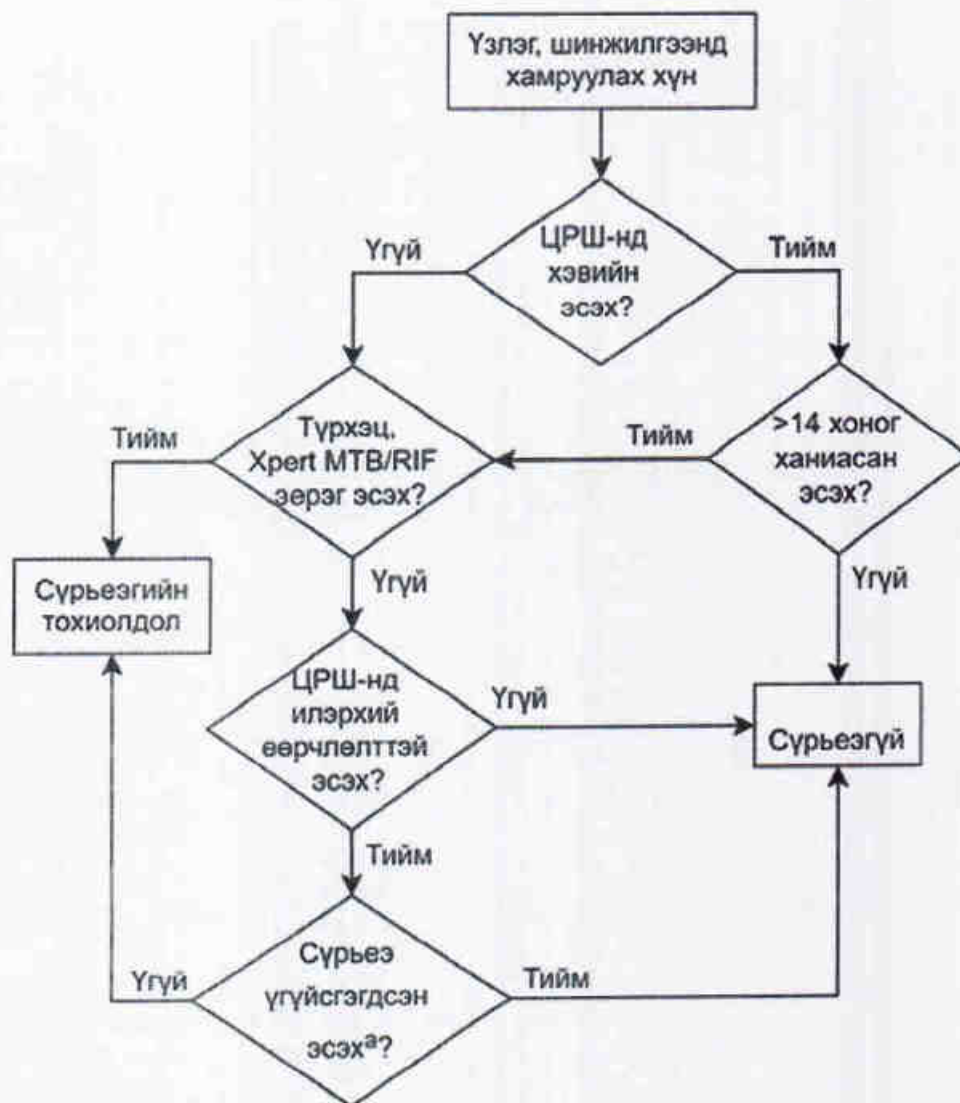 Үзлэг, шинжилгээнд
хамруулах хүн
ЦРШ-нд
хэвийн
эсэх?
Үгүй
Тийм
Түрхэц,
Xpert MTB/RIF
эерэг эсэх?
Тийм
Тийм
>14 хоног
ханиасан
эсэх?
Сүрьеэгийн
тохиолдол
Үгүй
Үгүй
ЦРШ-нд
илэрхий
өөрчлөлттэй
эсэх?
Үгүй
Сүрьеэгүй
Тийм
Сүрьеэ
үгүйсгэгдсэн
эсэхᵃ?
Үгүй
Тийм